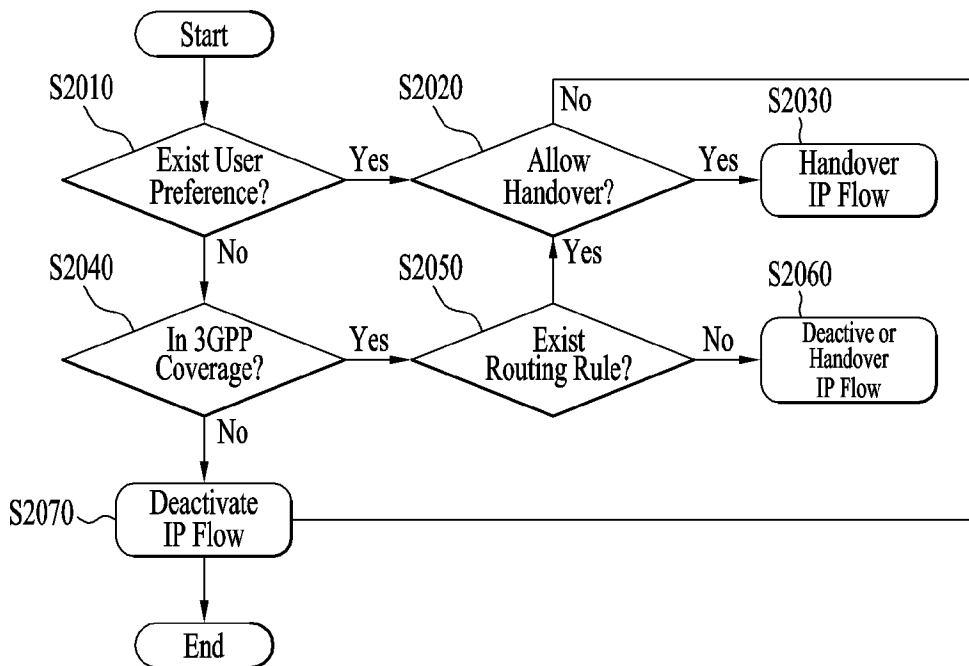 Start
S2010
S2020
No
S2030
Exist User
Preference?
Yes
Allow
Handover?
Yes
Handover
IP Flow
No
Yes
S2040
S2050
S2060
In 3GPP
Coverage?
Yes
Exist
Routing Rule?
No
Deactive or
Handover
IP Flow
No
S2070
Deactivate
IP Flow
End